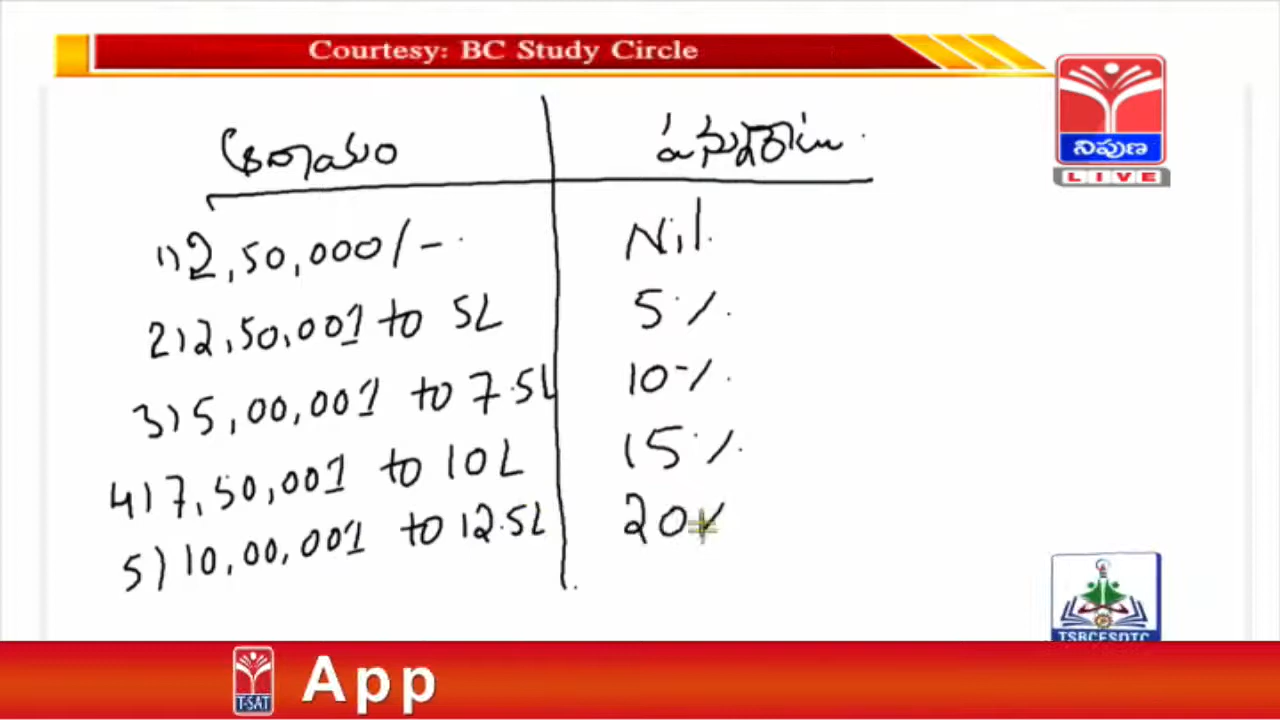 Courtesy: BC Study Circle
నిపుణ
LIVE
ఆదాయం
1) 2,50,000/- Nil.
2) 2,50,001 to 5L 5%.
3) 5,00,001 to 7.5L 10%.
4) 7,50,001 to 10L 15%.
5) 10,00,001 to 12.5L 20%
TSBCESDTC
T-SAT
App